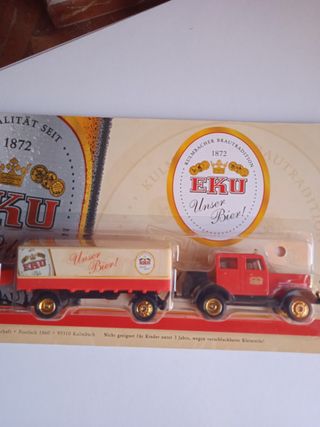 ALITÄT SEIT
1872
EKU
KULMBACHER BRAUTRADITION
1872
EKU
Unser
Bier!
Unser
Bier!
schaft · Postfach 1860 · 95310 Kulmbach Nicht geeignet für Kinder unter 3 Jahre, wegen verschluckbarer Kleinteile!